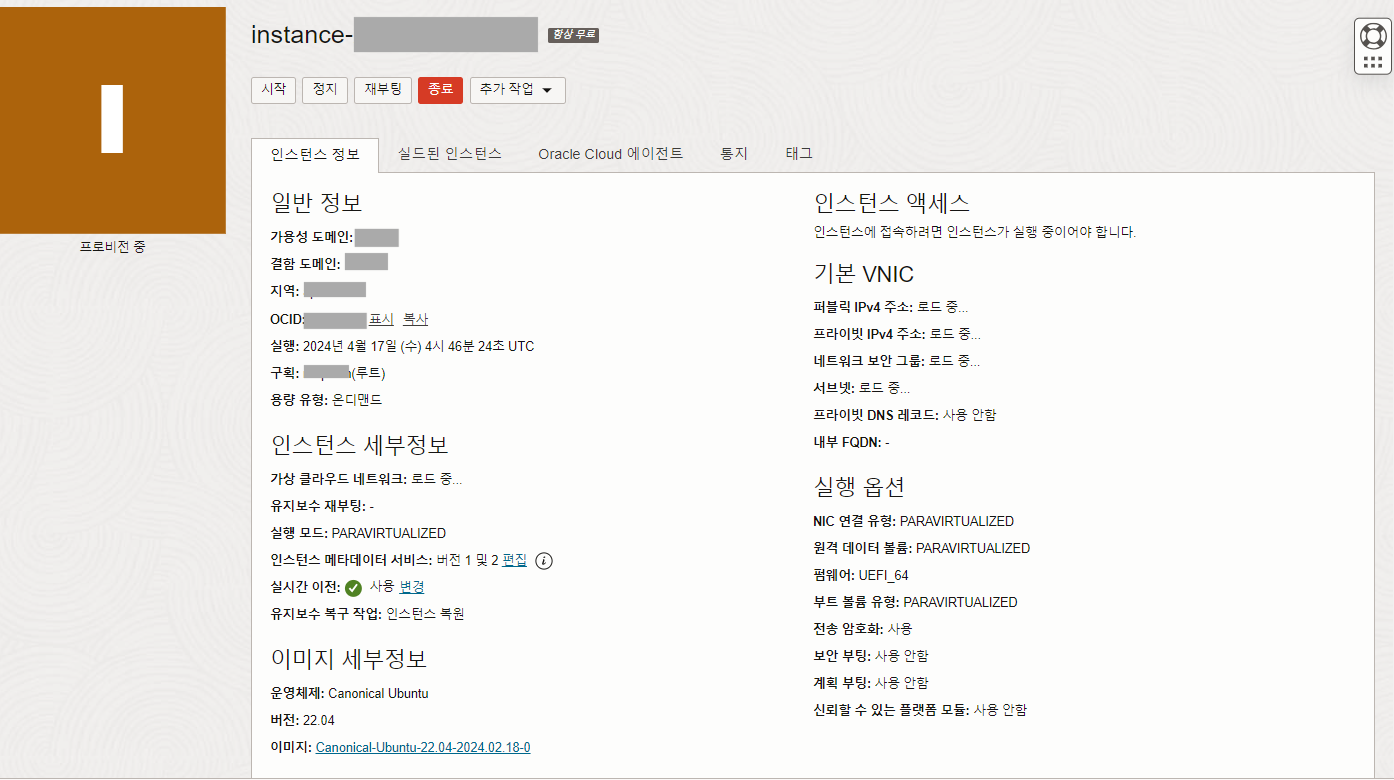 I
프로비전 중
instance-
항상 무료
시작 정지 재부팅 종료 추가 작업
인스턴스 정보 실드된 인스턴스 Oracle Cloud 에이전트 통지 태그
일반 정보
가용성 도메인:
결함 도메인:
지역:
OCID: 표시 복사
실행: 2024년 4월 17일 (수) 4시 46분 24초 UTC
구획: (루트)
용량 유형: 온디맨드
인스턴스 세부정보
가상 클라우드 네트워크: 로드 중...
유지보수 재부팅: -
실행 모드: PARAVIRTUALIZED
인스턴스 메타데이터 서비스: 버전 1 및 2 편집 i
실시간 이전: 사용 변경
유지보수 복구 작업: 인스턴스 복원
이미지 세부정보
운영체제: Canonical Ubuntu
버전: 22.04
이미지: Canonical-Ubuntu-22.04-2024.02.18-0
인스턴스 액세스
인스턴스에 접속하려면 인스턴스가 실행 중이어야 합니다.
기본 VNIC
퍼블릭 IPv4 주소: 로드 중...
프라이빗 IPv4 주소: 로드 중...
네트워크 보안 그룹: 로드 중...
서브넷: 로드 중...
프라이빗 DNS 레코드: 사용 안함
내부 FQDN: -
실행 옵션
NIC 연결 유형: PARAVIRTUALIZED
원격 데이터 볼륨: PARAVIRTUALIZED
펌웨어: UEFI_64
부트 볼륨 유형: PARAVIRTUALIZED
전송 암호화: 사용
보안 부팅: 사용 안함
계획 부팅: 사용 안함
신뢰할 수 있는 플랫폼 모듈: 사용 안함